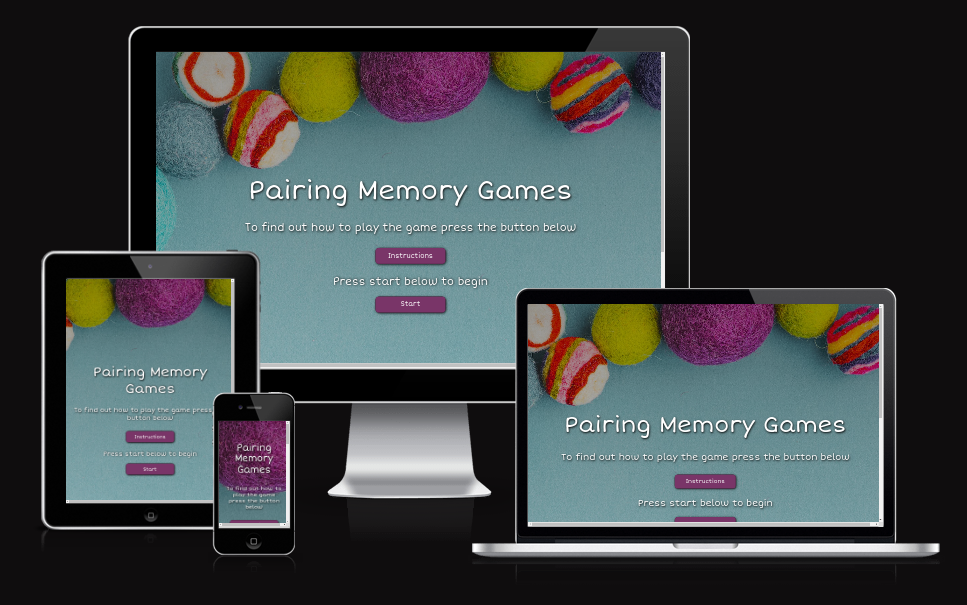 Pairing Memory Games
To find out how to play the game press the button below
Instructions
Press start below to begin
Start
Pairing Memory
Games
To find out how to play the game press
button below
Instructions
Press start below to begin
Start
Pairing
Memory
Games
To find out how to
play the game
press the button
below
Pairing Memory Games
To find out how to play the game press the button below
Instructions
Press start below to begin